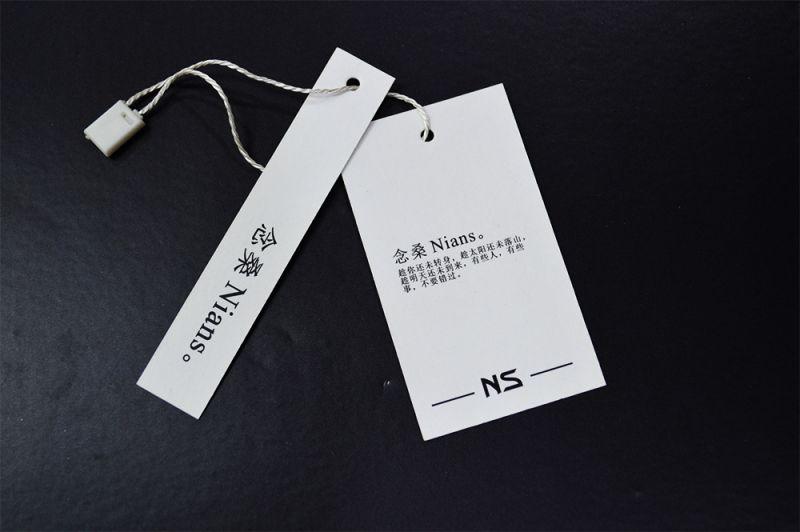 念桑 Nians。
念桑 Nians。
趁你还未转身，趁太阳还未落山，
趁明天还未到来，有些人，有些
事，不要错过。
NS